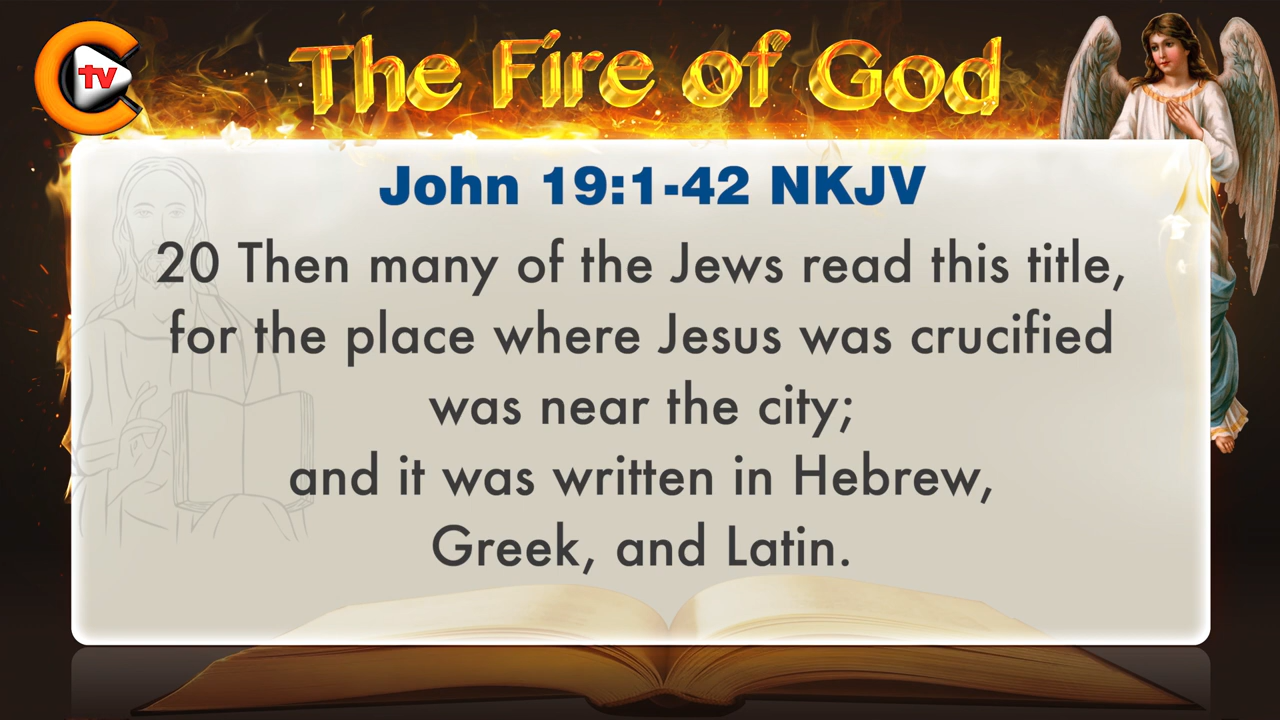 tv
The Fire of God
John 19:1-42 NKJV
20 Then many of the Jews read this title,
for the place where Jesus was crucified
was near the city;
and it was written in Hebrew,
Greek, and Latin.